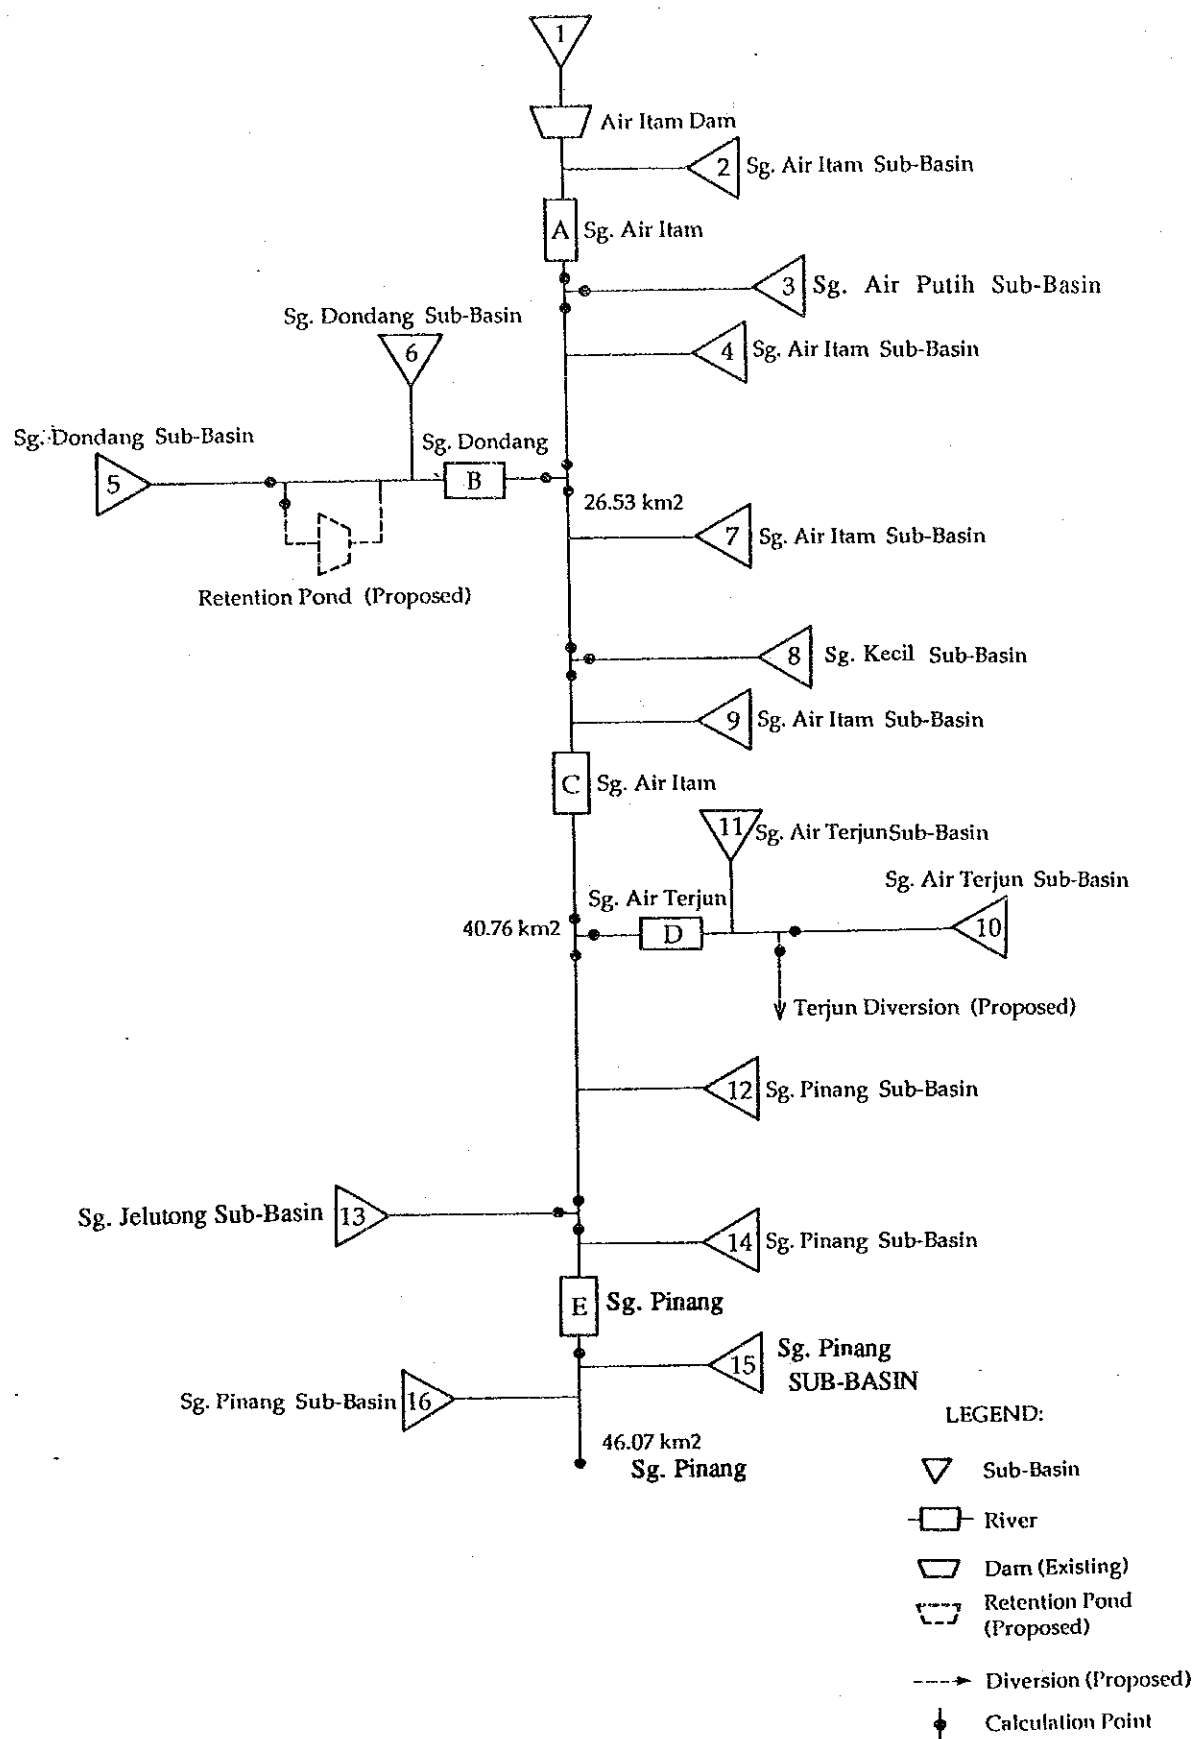 1
Air Itam Dam
2
Sg. Air Itam Sub-Basin
A
Sg. Air Itam
3
Sg. Air Putih Sub-Basin
Sg. Dondang Sub-Basin
6
4
Sg. Air Itam Sub-Basin
Sg. Dondang Sub-Basin
5
Sg. Dondang
B
26.53 km2
7
Sg. Air Itam Sub-Basin
Retention Pond (Proposed)
8
Sg. Kecil Sub-Basin
9
Sg. Air Itam Sub-Basin
C
Sg. Air Itam
11
Sg. Air Terjun Sub-Basin
Sg. Air Terjun Sub-Basin
10
Sg. Air Terjun
D
40.76 km2
Terjun Diversion (Proposed)
12
Sg. Pinang Sub-Basin
Sg. Jelutong Sub-Basin
13
14
Sg. Pinang Sub-Basin
E
Sg. Pinang
15
Sg. Pinang
SUB-BASIN
Sg. Pinang Sub-Basin
16
46.07 km2
Sg. Pinang
LEGEND:
Sub-Basin
River
Dam (Existing)
Retention Pond
(Proposed)
Diversion (Proposed)
Calculation Point